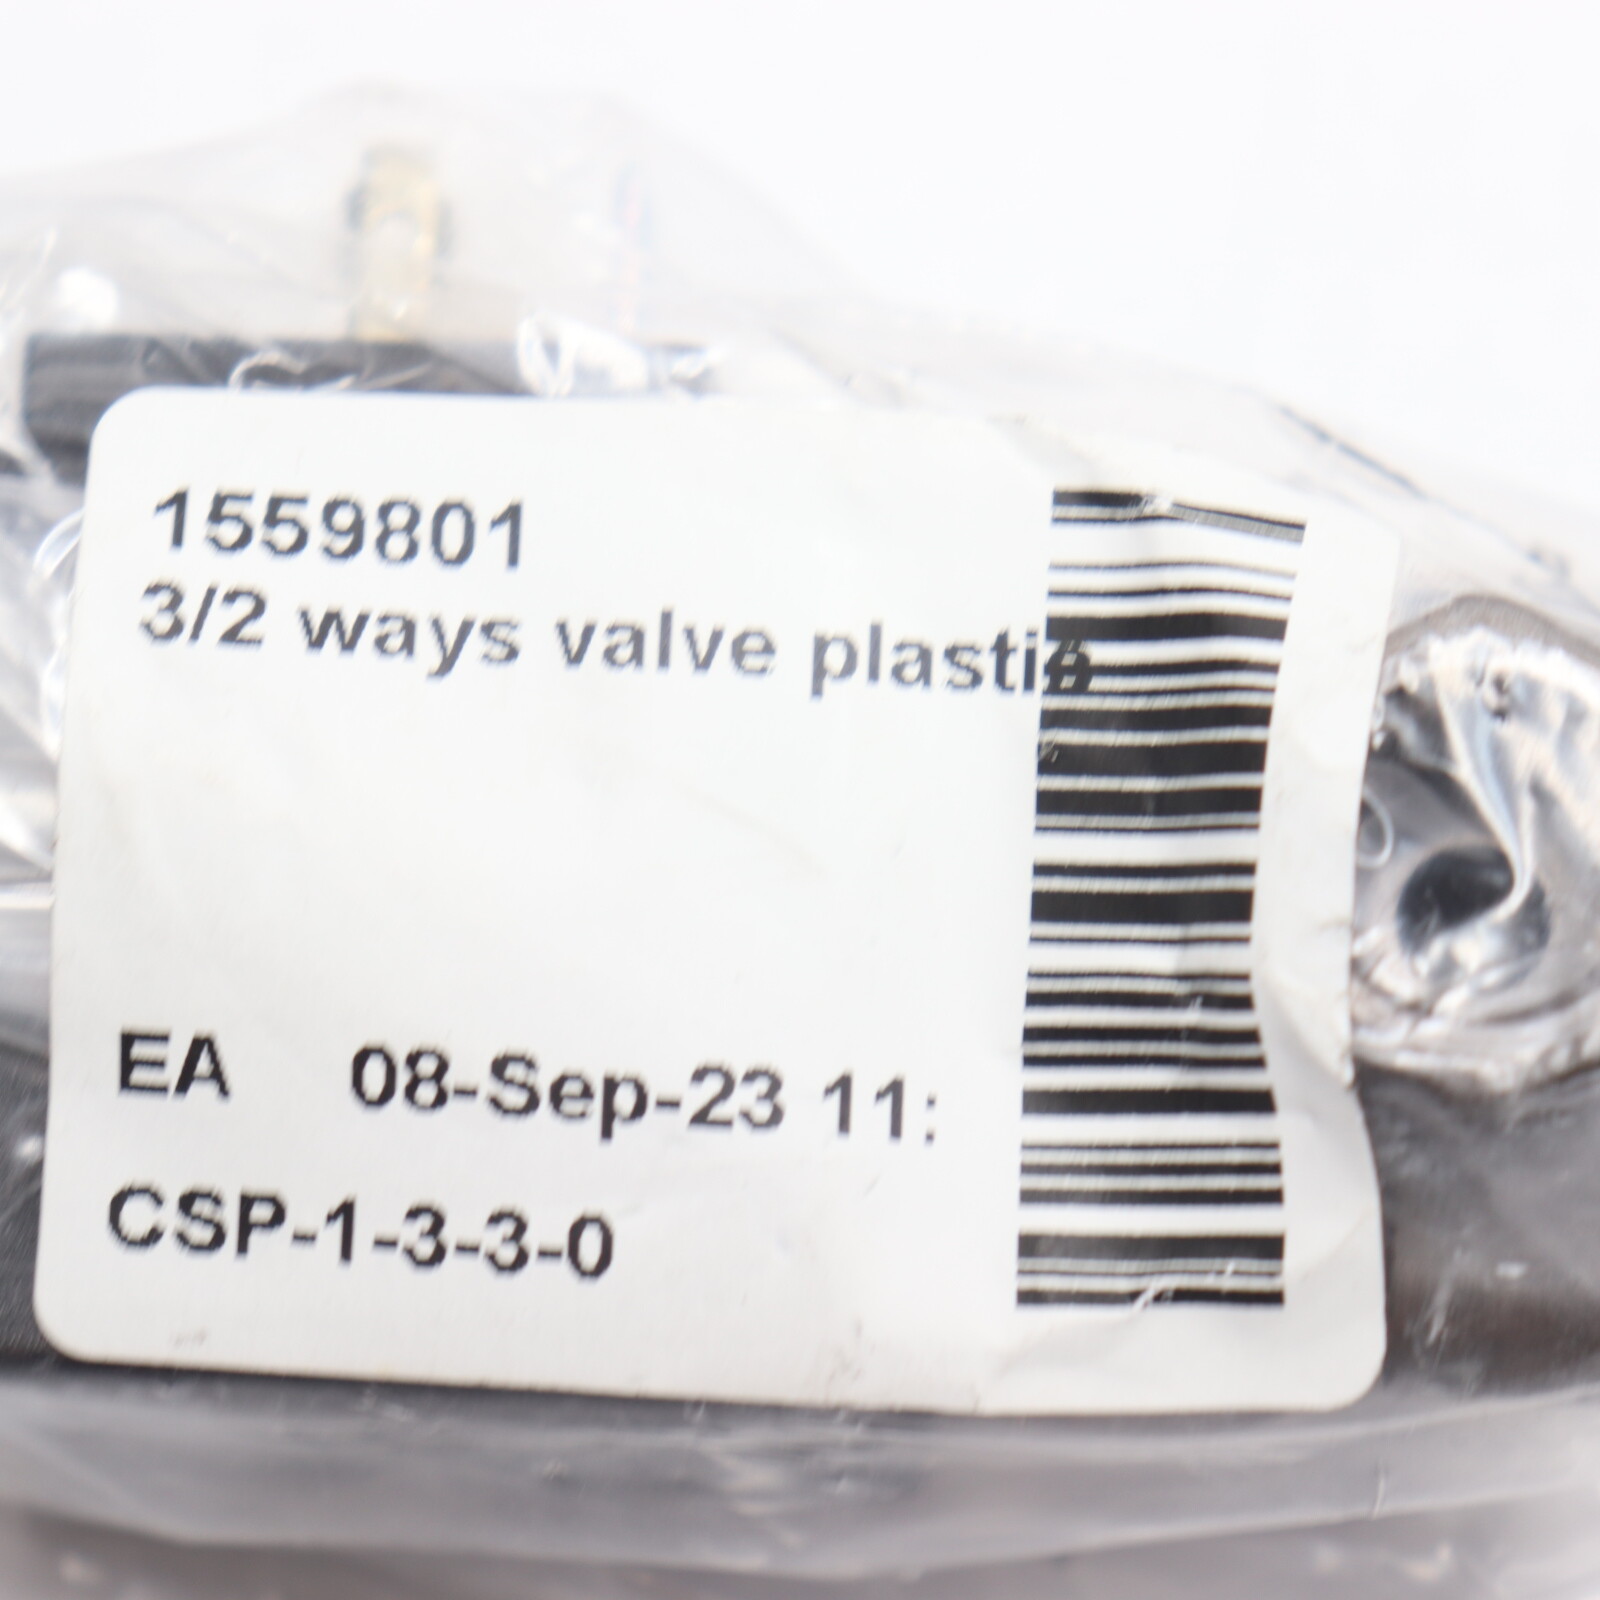 1559801
3/2 ways valve plastic
EA 08-Sep-23 11:
CSP-1-3-3-0